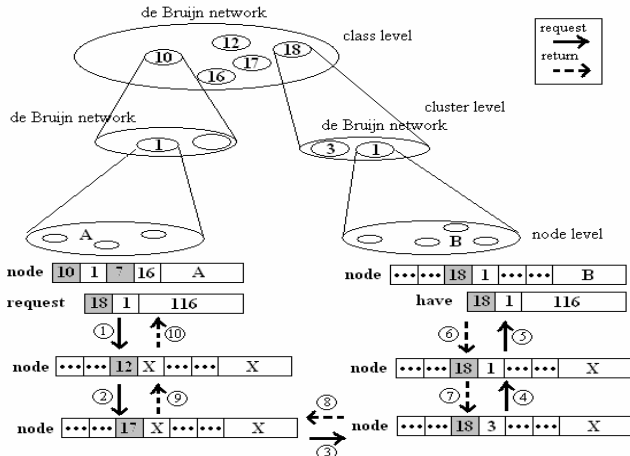 de Bruijn network
class level
request
return
10
12
17
16
18
cluster level
de Bruijn network
de Bruijn network
1
3 1
A
B
node level
node 10 1 7 16 A
node ...... 18 1 ...... B
request 18 1 116
have 18 1 116
1 10
6 5
node ...... 12 X ...... X
node ...... 18 1 ...... X
2 9
7 4
8
node ...... 17 X ...... X
node ...... 18 3 ...... X
3